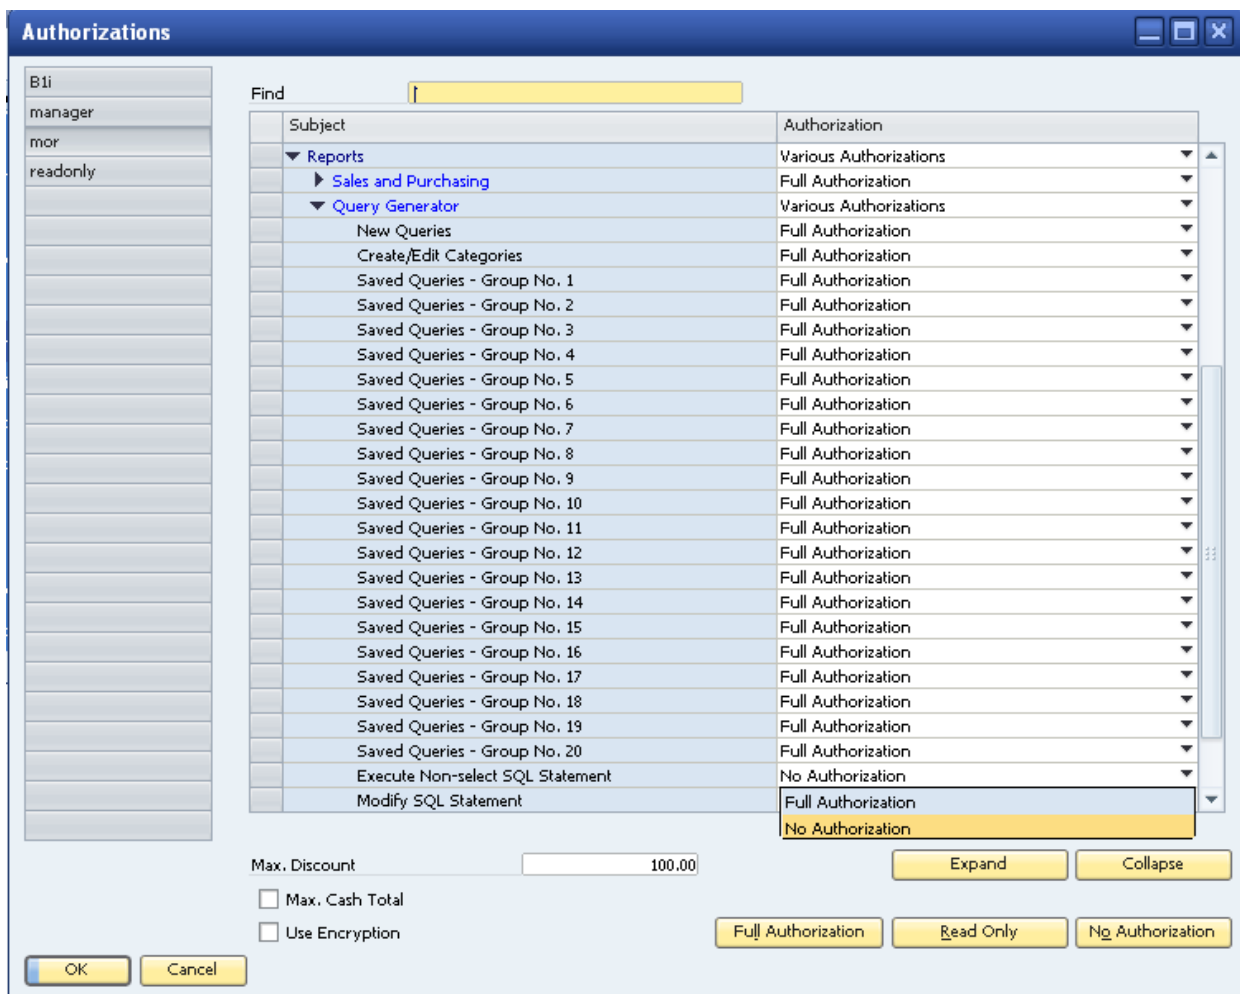 Authorizations
B1i
manager
mor
readonly
Find
Subject Authorization
Reports Various Authorizations
Sales and Purchasing Full Authorization
Query Generator Various Authorizations
New Queries Full Authorization
Create/Edit Categories Full Authorization
Saved Queries - Group No. 1 Full Authorization
Saved Queries - Group No. 2 Full Authorization
Saved Queries - Group No. 3 Full Authorization
Saved Queries - Group No. 4 Full Authorization
Saved Queries - Group No. 5 Full Authorization
Saved Queries - Group No. 6 Full Authorization
Saved Queries - Group No. 7 Full Authorization
Saved Queries - Group No. 8 Full Authorization
Saved Queries - Group No. 9 Full Authorization
Saved Queries - Group No. 10 Full Authorization
Saved Queries - Group No. 11 Full Authorization
Saved Queries - Group No. 12 Full Authorization
Saved Queries - Group No. 13 Full Authorization
Saved Queries - Group No. 14 Full Authorization
Saved Queries - Group No. 15 Full Authorization
Saved Queries - Group No. 16 Full Authorization
Saved Queries - Group No. 17 Full Authorization
Saved Queries - Group No. 18 Full Authorization
Saved Queries - Group No. 19 Full Authorization
Saved Queries - Group No. 20 Full Authorization
Execute Non-select SQL Statement No Authorization
Modify SQL Statement Full Authorization
No Authorization
Max. Discount 100.00 Expand Collapse
Max. Cash Total
Use Encryption Full Authorization Read Only No Authorization
OK Cancel